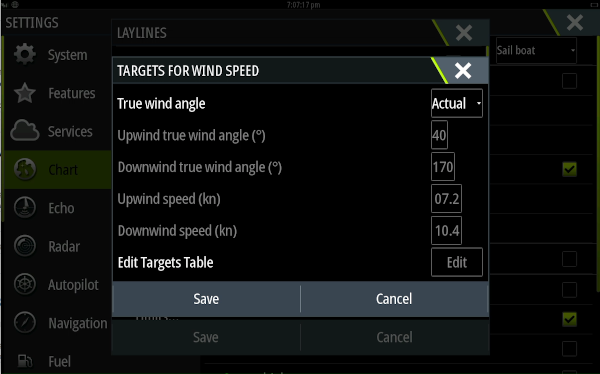 7:07:17 pm
SETTINGS
LAYLINES
System
Sail boat
TARGETS FOR WIND SPEED
Features
True wind angle
Actual
Services
Upwind true wind angle (°)
40
Chart
Downwind true wind angle (°)
170
Echo
Upwind speed (kn)
07.2
Radar
Downwind speed (kn)
10.4
Autopilot
Edit Targets Table
Edit
Save
Cancel
Navigation
Save
Cancel
Fuel